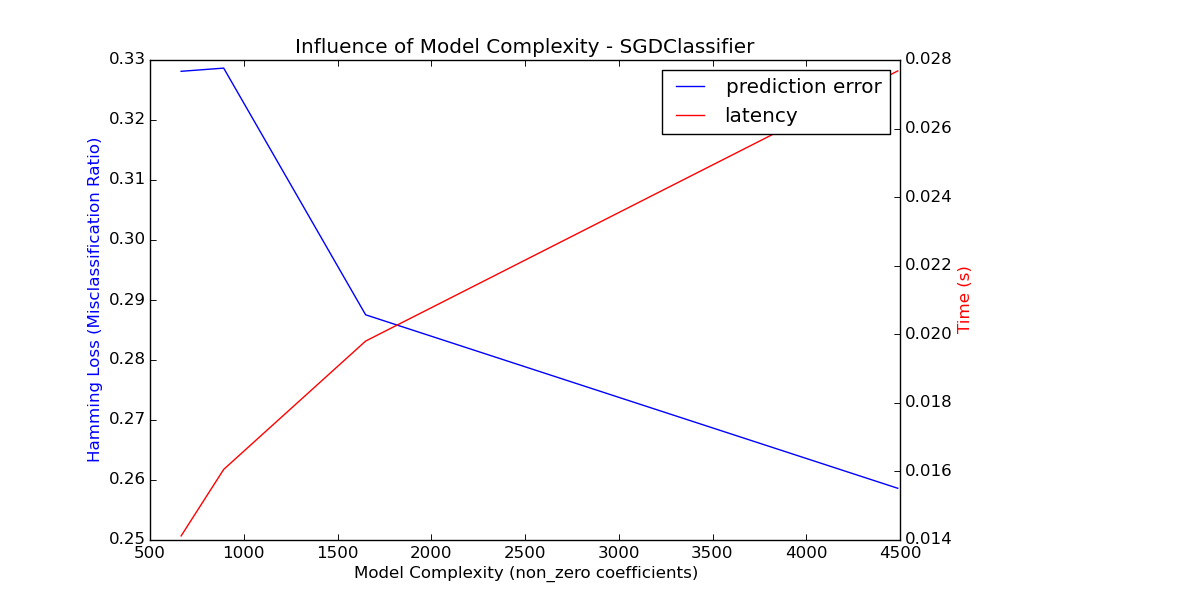 Influence of Model Complexity - SGDClassifier
prediction error
latency
0.33
0.32
0.31
0.30
0.29
0.28
0.27
0.26
0.25
Hamming Loss (Misclassification Ratio)
0.028
0.026
0.024
0.022
0.020
0.018
0.016
0.014
Time (s)
500 1000 1500 2000 2500 3000 3500 4000 4500
Model Complexity (non_zero coefficients)